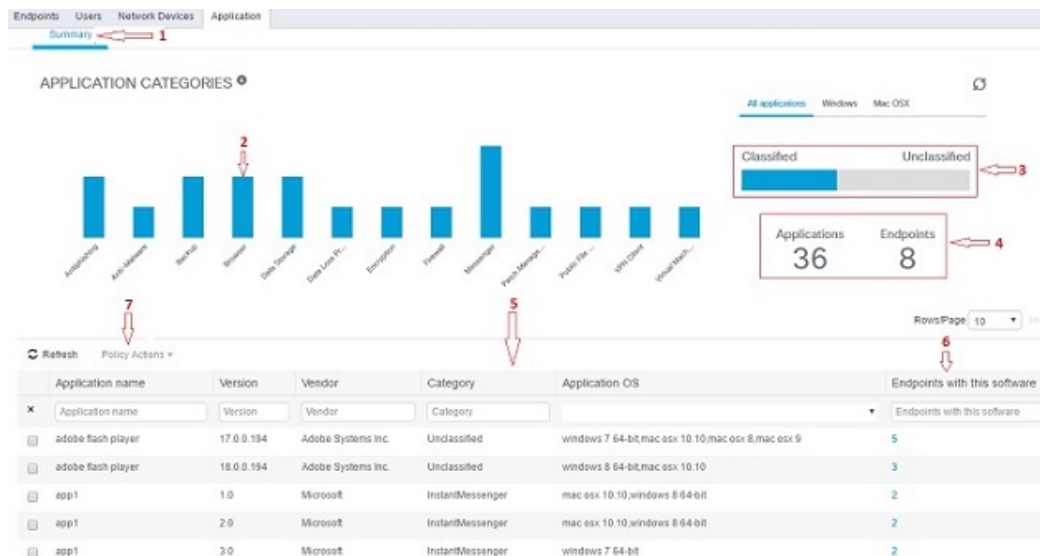 Endpoints Users Network Devices Application
Summary 1
APPLICATION CATEGORIES
All applications Windows Mac OSX
2
Classified Unclassified
3
Applications Endpoints
36 8
4
Antiphishing Anti-Malware Backup Browser Data Storage Data Loss Pr... Encryption Firewall Messenger Patch Manage... Public File ... VPN Client Virtual Mach...
7
5
Rows/Page 10
6
Refresh Policy Actions
Application name Version Vendor Category Application OS Endpoints with this software
x Application name Version Vendor Category Endpoints with this software
adobe flash player 17.0.0.194 Adobe Systems Inc. Unclassified windows 7 64-bit,mac osx 10.10,mac osx 8,mac osx 9 5
adobe flash player 18.0.0.194 Adobe Systems Inc. Unclassified windows 8 64-bit,mac osx 10.10 3
app1 1.0 Microsoft InstantMessenger mac osx 10.10,windows 8 64-bit 2
app1 2.0 Microsoft InstantMessenger mac osx 10.10,windows 8 64-bit 2
app1 3.0 Microsoft InstantMessenger windows 7 64-bit 2